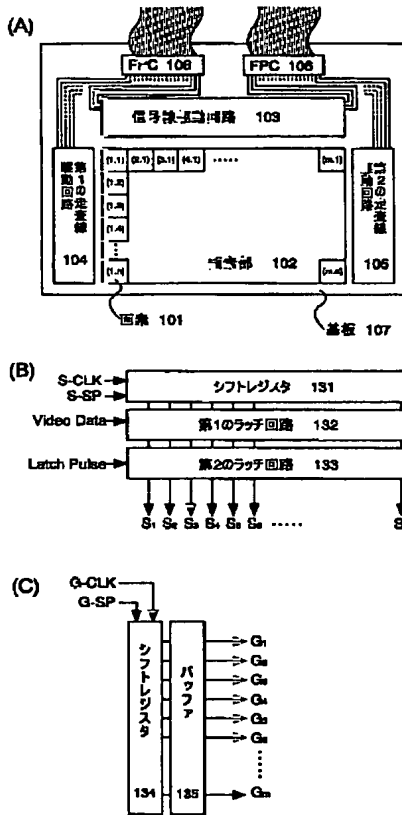 (A)
FPC 106
FPC 106
信号線駆動回路 103
第1の走査線駆動回路 104
(1,1) (2,1) (3,1) (4,1) ····· (m,1)
(1,2)
(1,3)
(1,4)
(1,n)
(m,n)
画素部 102
第2の走査線駆動回路 105
画素 101
基板 107
(B)
S-CLK
S-SP
シフトレジスタ 131
Video Data
第1のラッチ回路 132
Latch Pulse
第2のラッチ回路 133
S1 S2 S3 S4 S5 S6 ·····
(C)
G-CLK
G-SP
シフトレジスタ 134
バッファ 135
G1
G2
G3
G4
G5
G6
Gm